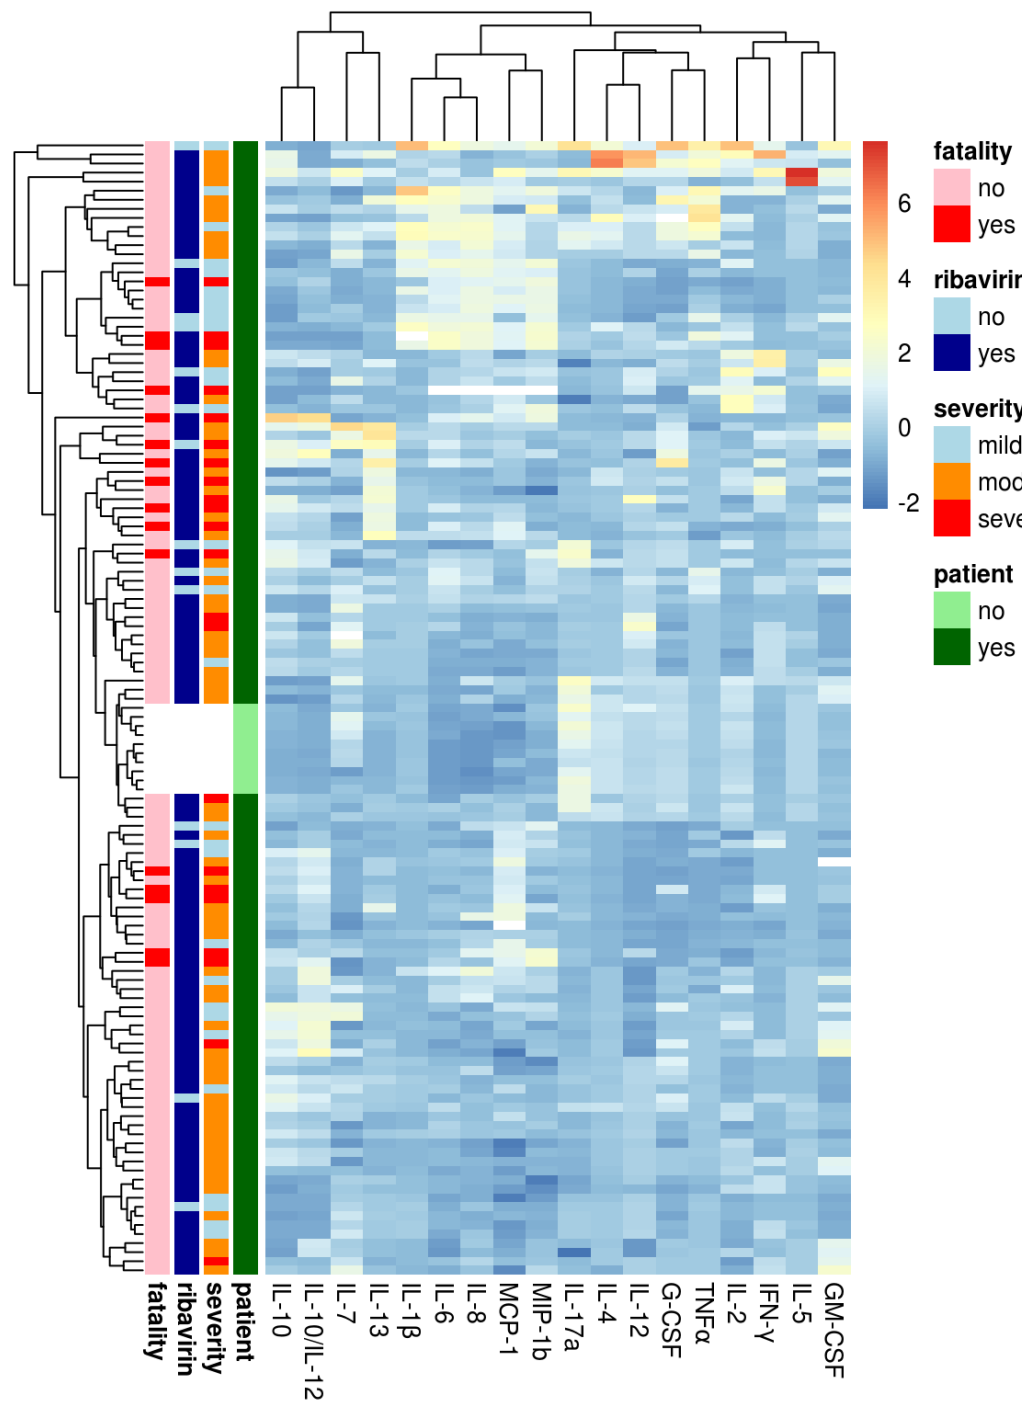 fatality
no
yes
6
ribavirin
4
no
2
yes
0
severity
mild
-2
mod
seve
patient
no
yes
fatality
ribavirin
severity
patient
IL-10
IL-10/IL-12
IL-7
IL-13
IL-1β
IL-6
IL-8
MCP-1
MIP-1b
IL-17a
IL-4
IL-12
G-CSF
TNFα
IL-2
IFN-γ
IL-5
GM-CSF